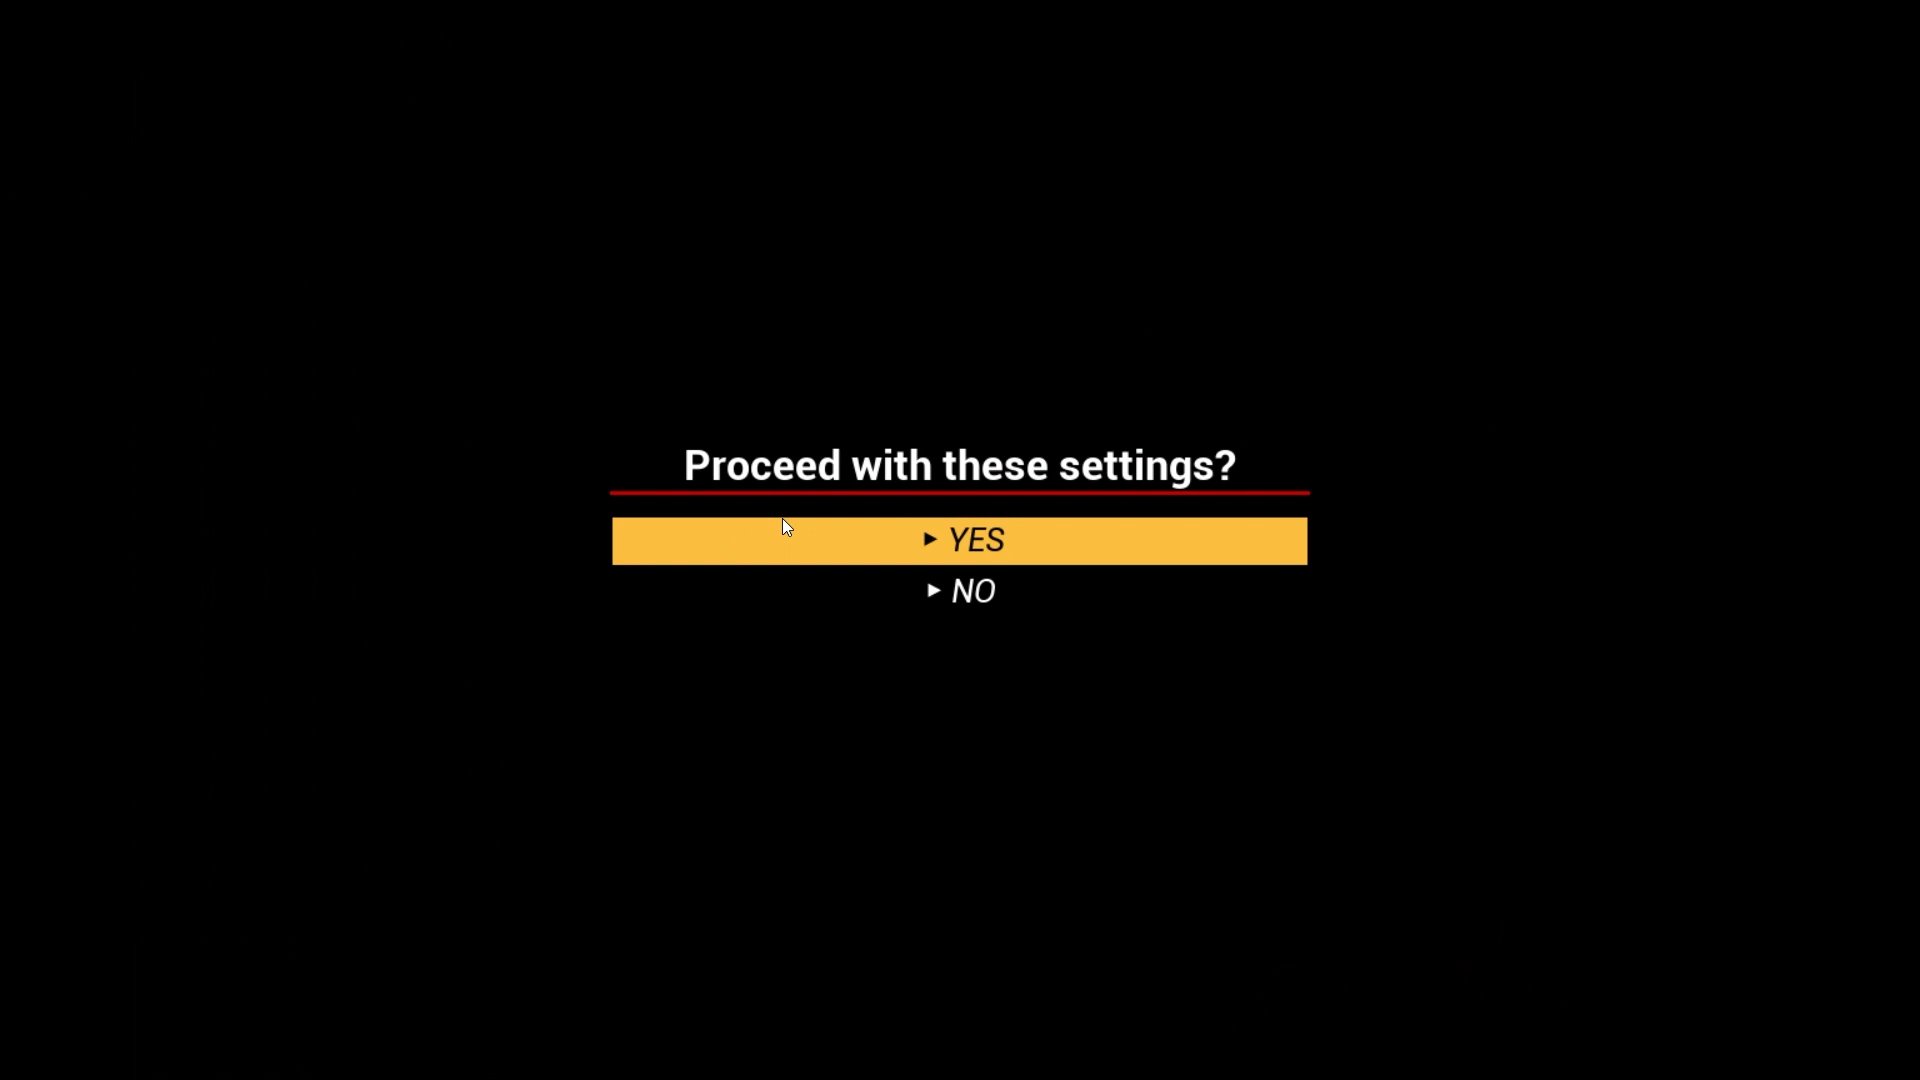 Proceed with these settings?
► YES
► NO